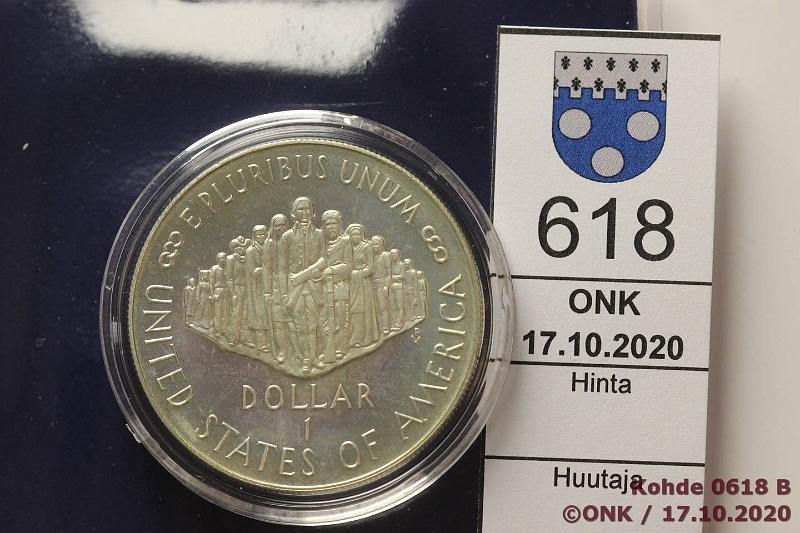 E PLURIBUS UNUM
UNITED STATES OF AMERICA
DOLLAR
1
618
ONK
17.10.2020
Hinta
Huutaja
Kohde 0618 B
©ONK / 17.10.2020